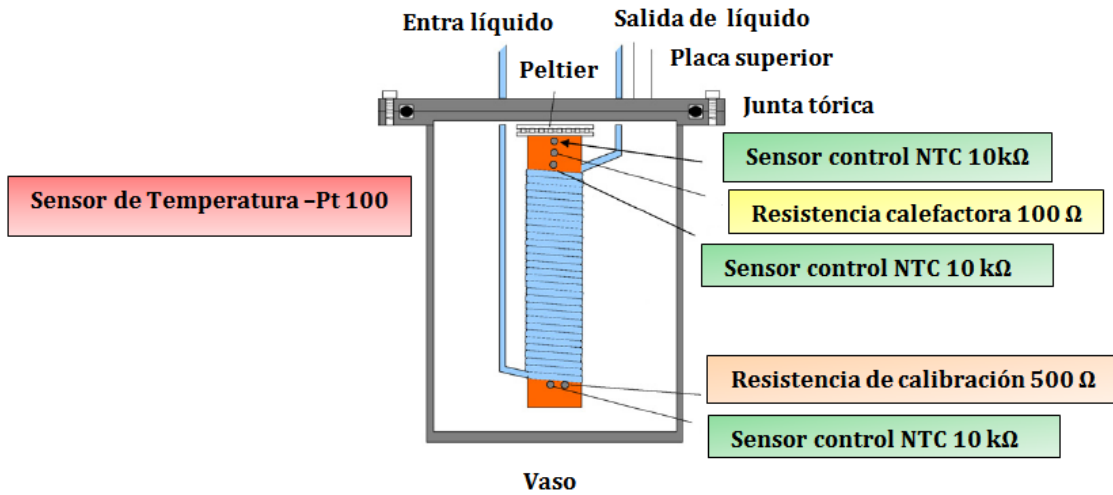 Entra líquido
Salida de líquido
Peltier
Placa superior
Junta tórica
Sensor control NTC 10kΩ
Sensor de Temperatura –Pt 100
Resistencia calefactora 100 Ω
Sensor control NTC 10 kΩ
Resistencia de calibración 500 Ω
Sensor control NTC 10 kΩ
Vaso